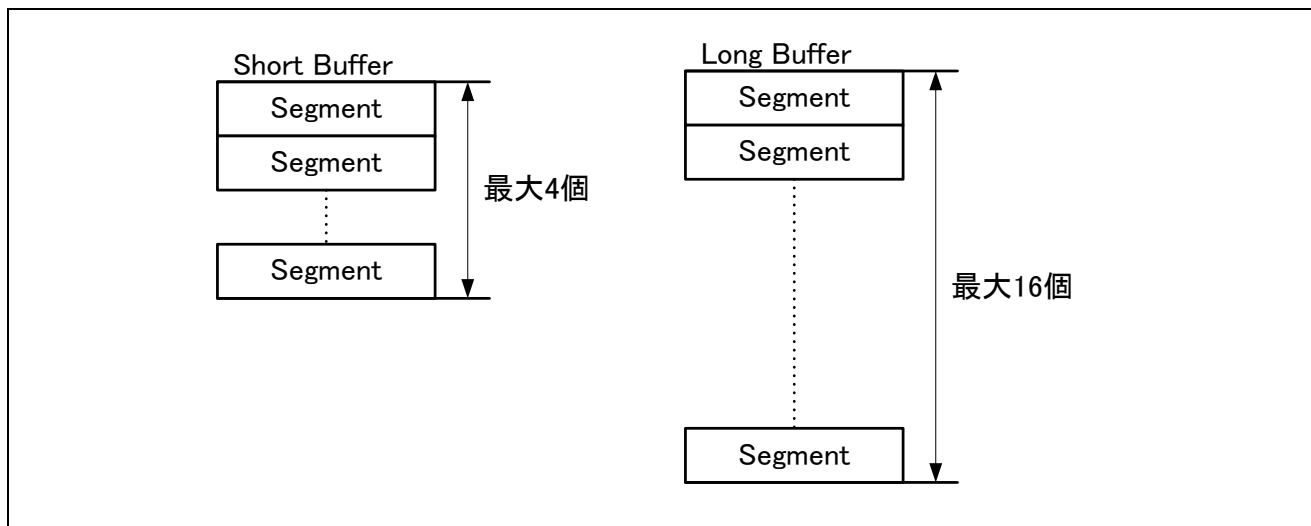 Short Buffer
Segment
Segment
Segment
最大4個
Long Buffer
Segment
Segment
Segment
最大16個